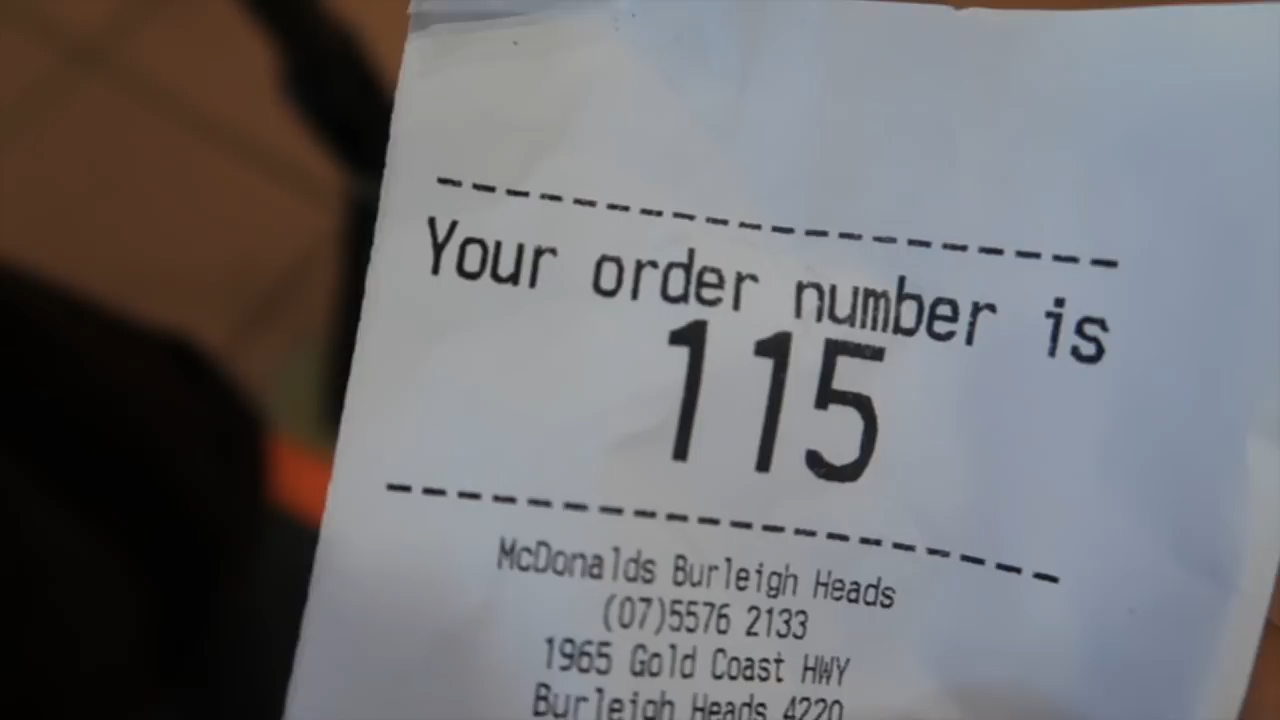 Your order number is
115
McDonalds Burleigh Heads
(07)5576 2133
1965 Gold Coast HWY
Burleigh Heads 4220